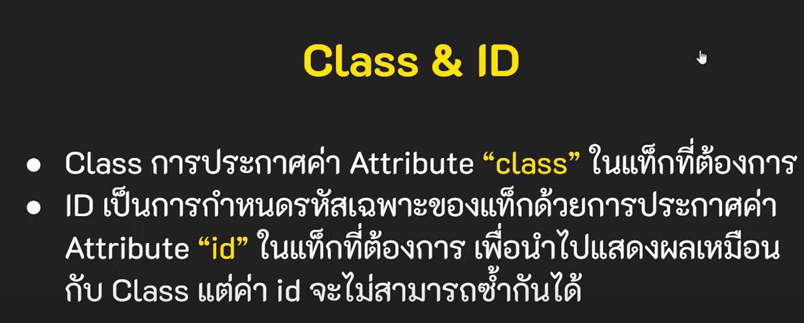 Class & ID
● Class การประกาศค่า Attribute “class” ในแท็กที่ต้องการ
● ID เป็นการกำหนดรหัสเฉพาะของแท็กด้วยการประกาศค่า
Attribute “id” ในแท็กที่ต้องการ เพื่อนำไปแสดงผลเหมือน
กับ Class แต่ค่า id จะไม่สามารถซ้ำกันได้